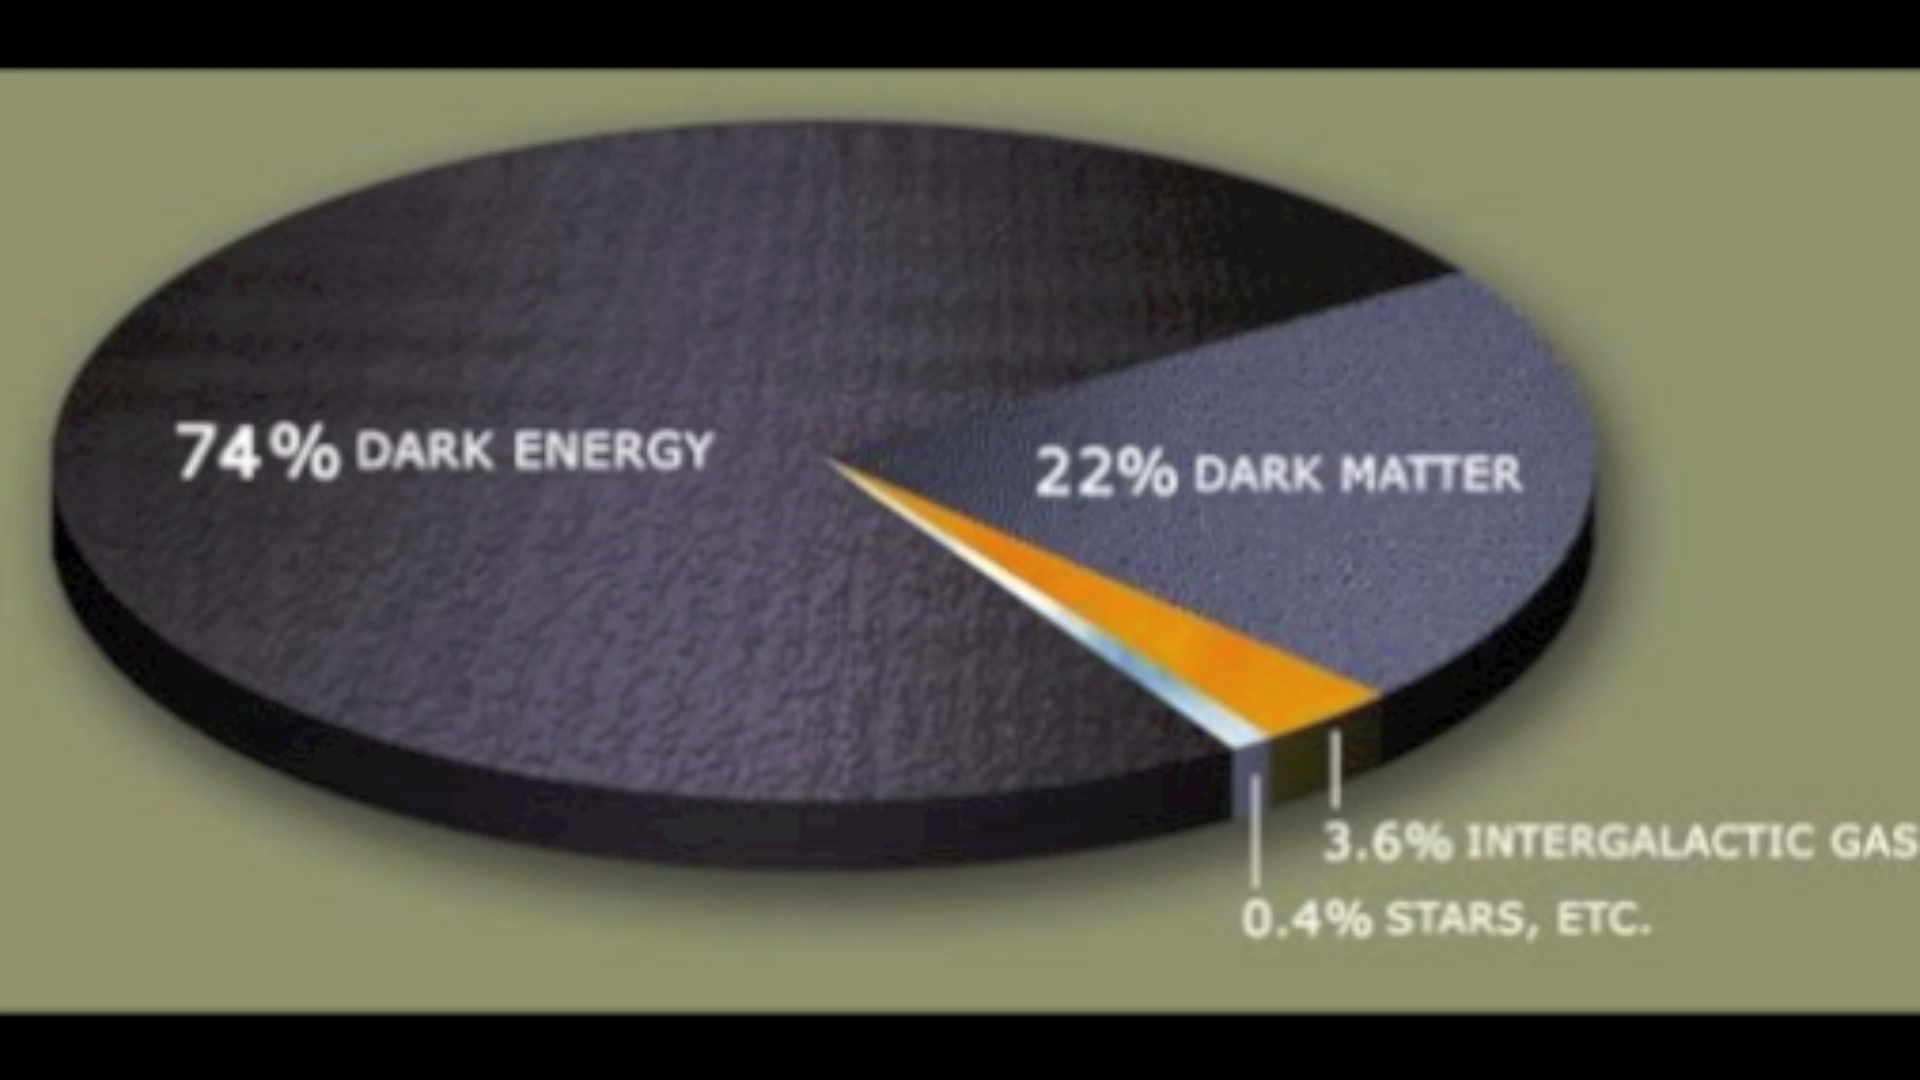 74% DARK ENERGY
22% DARK MATTER
3.6% INTERGALACTIC GAS
0.4% STARS, ETC.